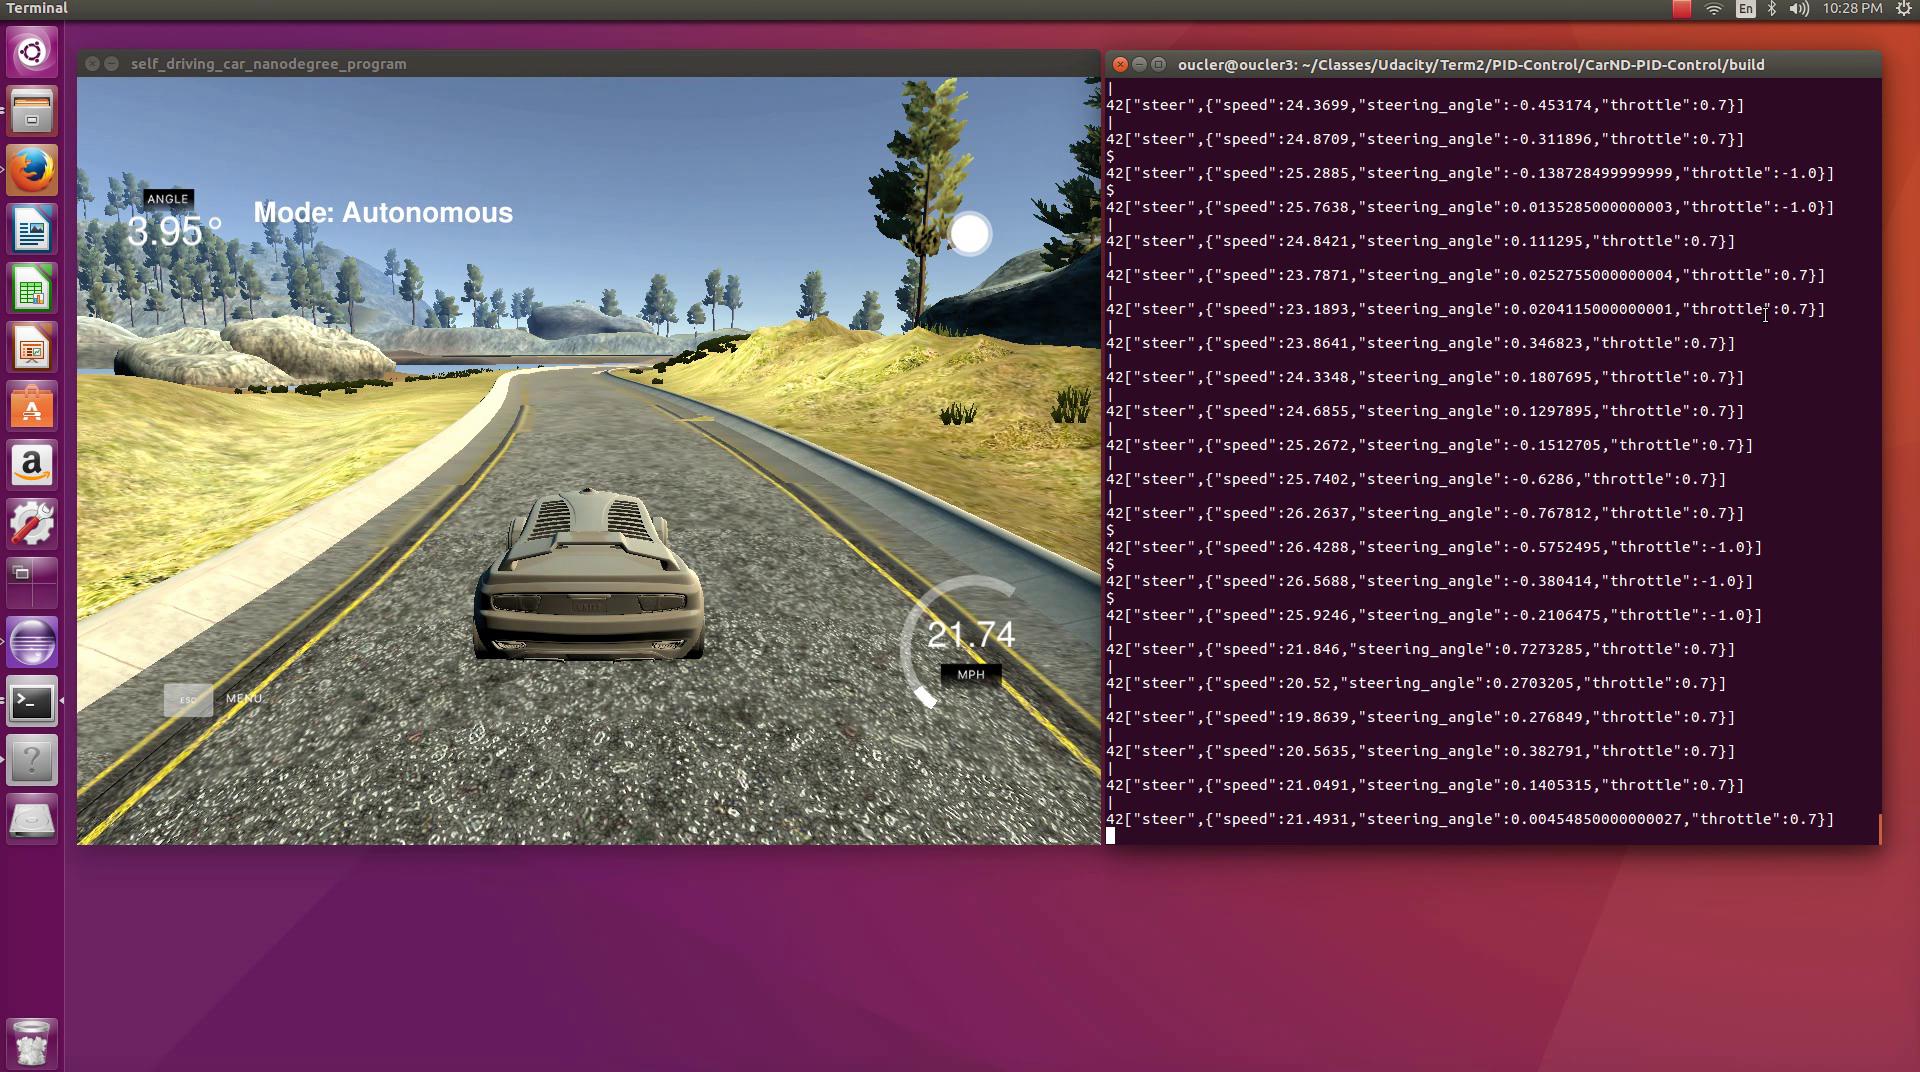 Terminal
En
10:28 PM
self_driving_car_nanodegree_program
ANGLE
3.95°
Mode: Autonomous
21.74
MPH
ESC
MENU
a
>_
?
oucler@oucler3: ~/Classes/Udacity/Term2/PID-Control/CarND-PID-Control/build
|
42["steer",{"speed":24.3699,"steering_angle":-0.453174,"throttle":0.7}]
|
42["steer",{"speed":24.8709,"steering_angle":-0.311896,"throttle":0.7}]
$
42["steer",{"speed":25.2885,"steering_angle":-0.138728499999999,"throttle":-1.0}]
$
42["steer",{"speed":25.7638,"steering_angle":0.0135285000000003,"throttle":-1.0}]
|
42["steer",{"speed":24.8421,"steering_angle":0.111295,"throttle":0.7}]
|
42["steer",{"speed":23.7871,"steering_angle":0.0252755000000004,"throttle":0.7}]
|
42["steer",{"speed":23.1893,"steering_angle":0.0204115000000001,"throttle":0.7}]
|
42["steer",{"speed":23.8641,"steering_angle":0.346823,"throttle":0.7}]
|
42["steer",{"speed":24.3348,"steering_angle":0.1807695,"throttle":0.7}]
|
42["steer",{"speed":24.6855,"steering_angle":0.1297895,"throttle":0.7}]
|
42["steer",{"speed":25.2672,"steering_angle":-0.1512705,"throttle":0.7}]
|
42["steer",{"speed":25.7402,"steering_angle":-0.6286,"throttle":0.7}]
|
42["steer",{"speed":26.2637,"steering_angle":-0.767812,"throttle":0.7}]
$
42["steer",{"speed":26.4288,"steering_angle":-0.5752495,"throttle":-1.0}]
$
42["steer",{"speed":26.5688,"steering_angle":-0.380414,"throttle":-1.0}]
$
42["steer",{"speed":25.9246,"steering_angle":-0.2106475,"throttle":-1.0}]
|
42["steer",{"speed":21.846,"steering_angle":0.7273285,"throttle":0.7}]
|
42["steer",{"speed":20.52,"steering_angle":0.2703205,"throttle":0.7}]
|
42["steer",{"speed":19.8639,"steering_angle":0.276849,"throttle":0.7}]
|
42["steer",{"speed":20.5635,"steering_angle":0.382791,"throttle":0.7}]
|
42["steer",{"speed":21.0491,"steering_angle":0.1405315,"throttle":0.7}]
|
42["steer",{"speed":21.4931,"steering_angle":0.00454850000000027,"throttle":0.7}]